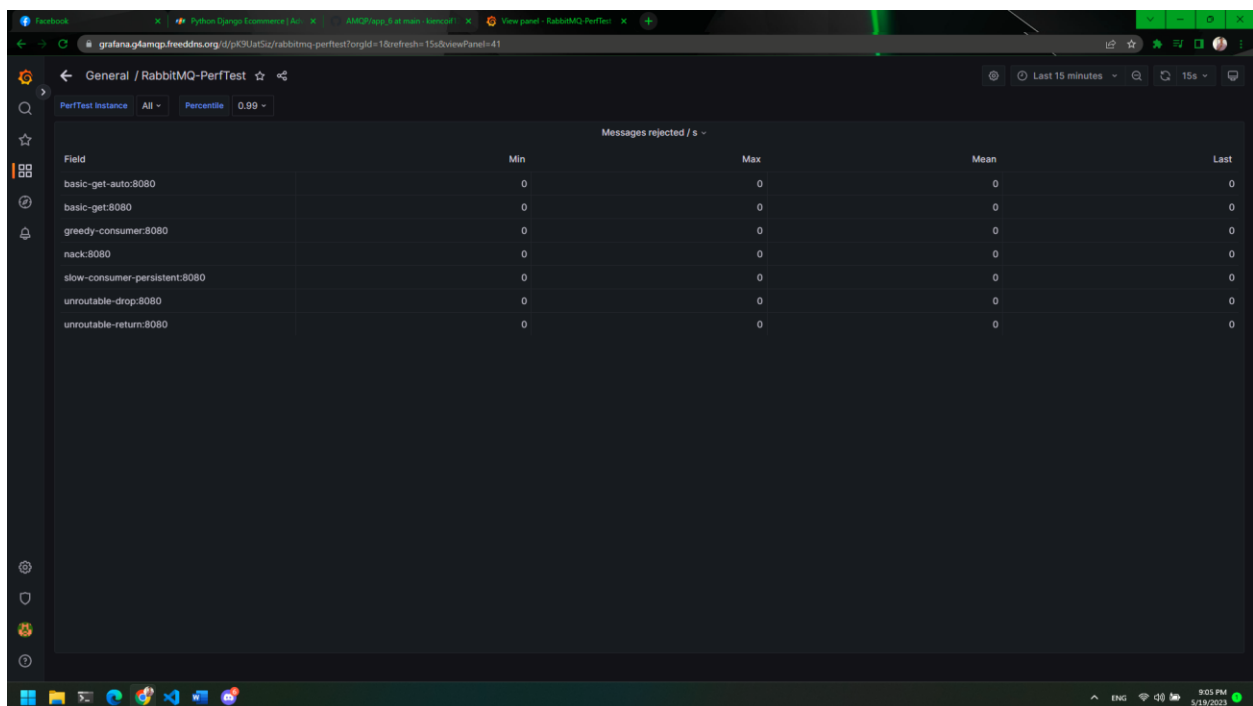 Facebook
Python Django Ecommerce | Ad
AMQP/app_6 at main · kiencoif
View panel - RabbitMQ-PerfTest
grafana.g4amqp.freeddns.org/d/pK9UatSiz/rabbitmq-perftest?orgId=1&refresh=15s&viewPanel=41
General / RabbitMQ-PerfTest
Last 15 minutes
15s
PerfTest Instance All Percentile 0.99
Messages rejected / s
Field Min Max Mean Last
basic-get-auto:8080 0 0 0 0
basic-get:8080 0 0 0 0
greedy-consumer:8080 0 0 0 0
nack:8080 0 0 0 0
slow-consumer-persistent:8080 0 0 0 0
unroutable-drop:8080 0 0 0 0
unroutable-return:8080 0 0 0 0
ENG
9:05 PM
5/19/2023
1